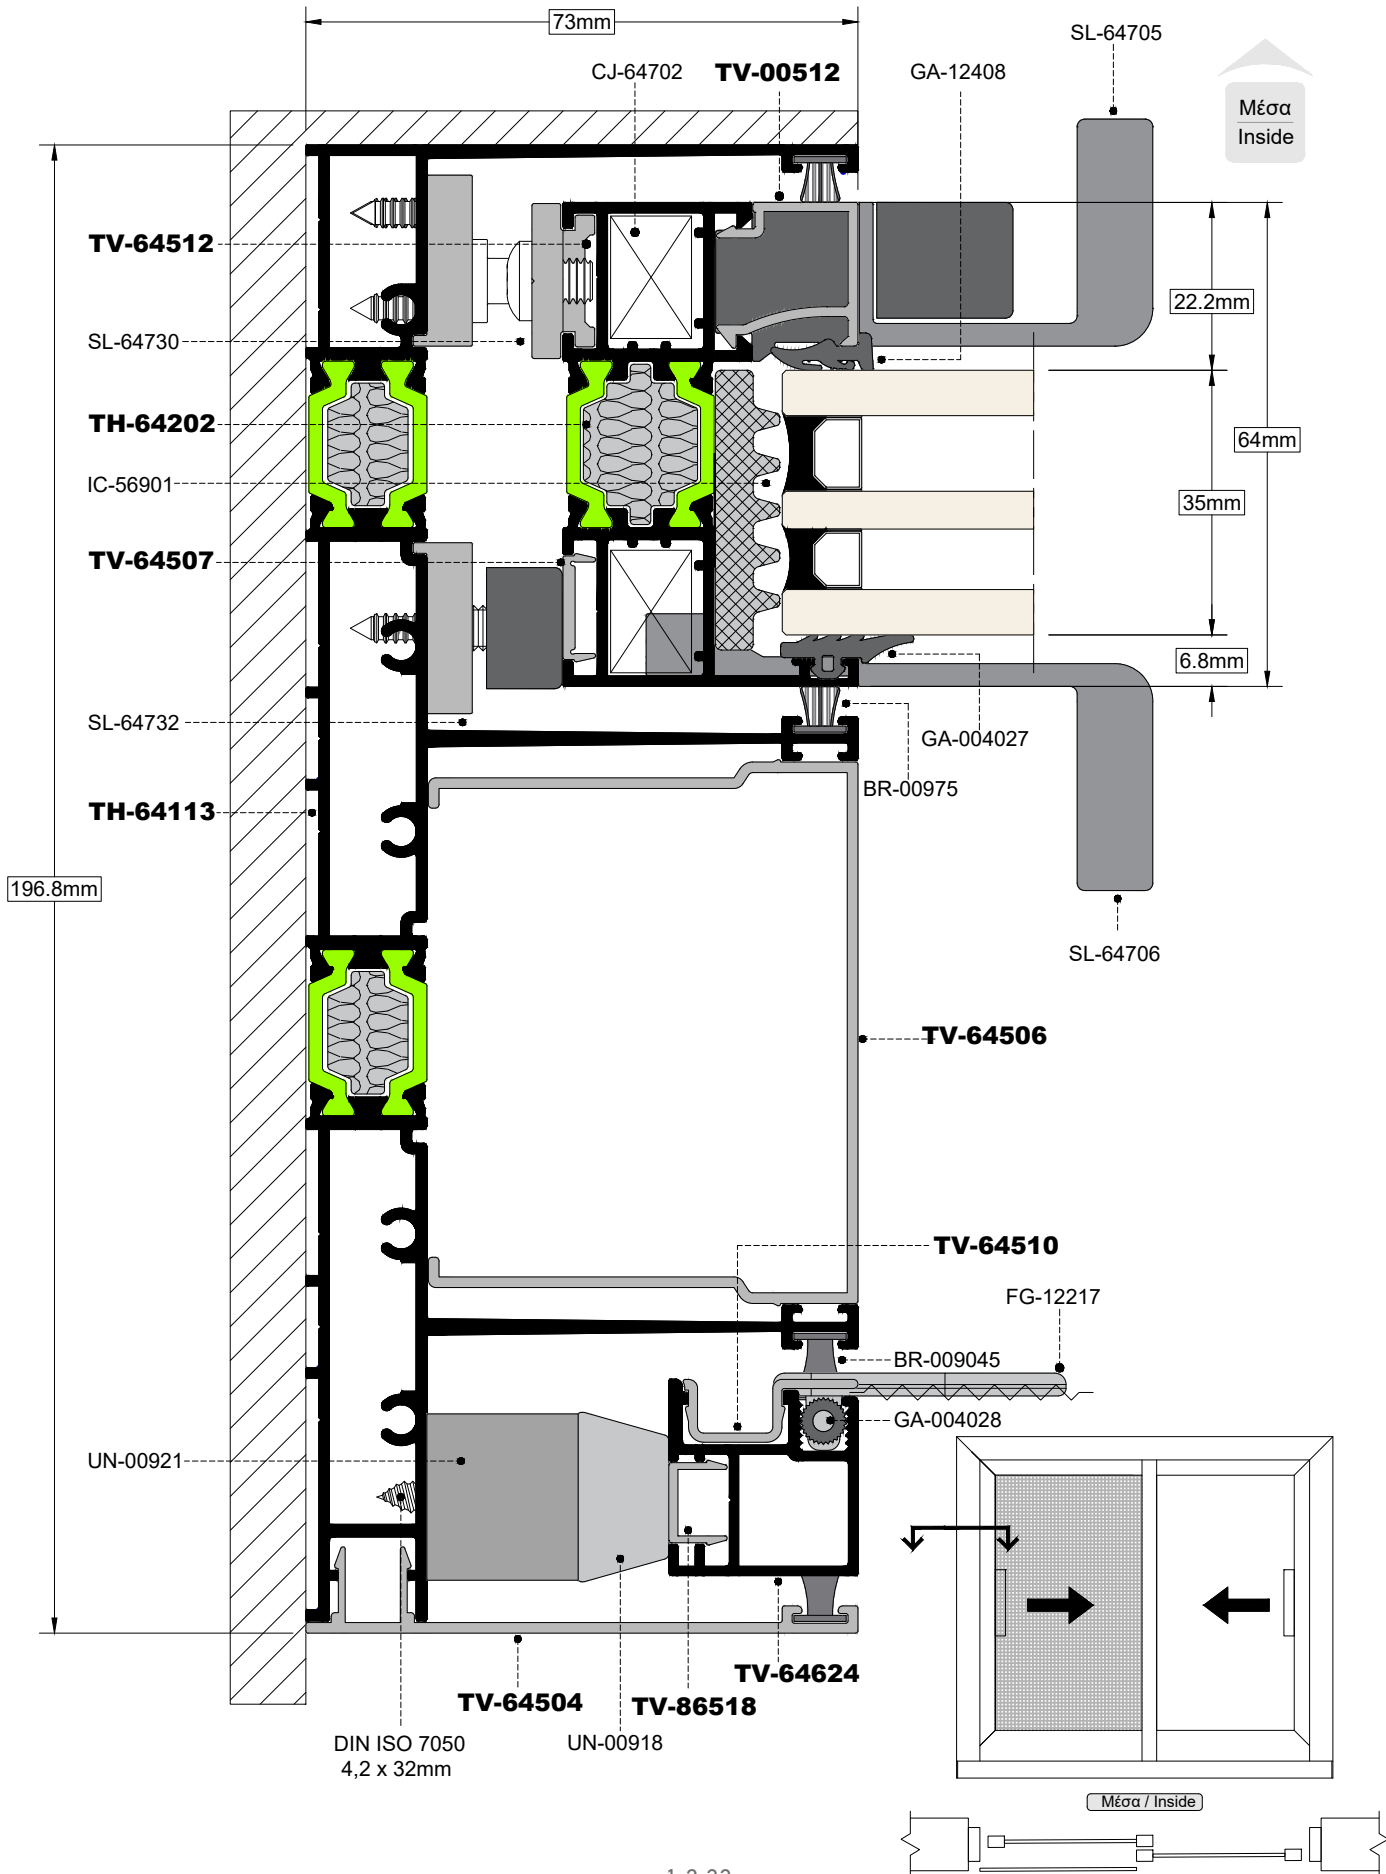 73mm
SL-64705
CJ-64702
TV-00512
GA-12408
Μέσα
Inside
TV-64512
22.2mm
SL-64730
TH-64202
64mm
IC-56901
35mm
TV-64507
6.8mm
SL-64732
GA-004027
BR-00975
TH-64113
196.8mm
SL-64706
TV-64506
TV-64510
FG-12217
BR-009045
GA-004028
UN-00921
TV-64624
TV-64504
TV-86518
DIN ISO 7050
4,2 x 32mm
UN-00918
Μέσα / Inside